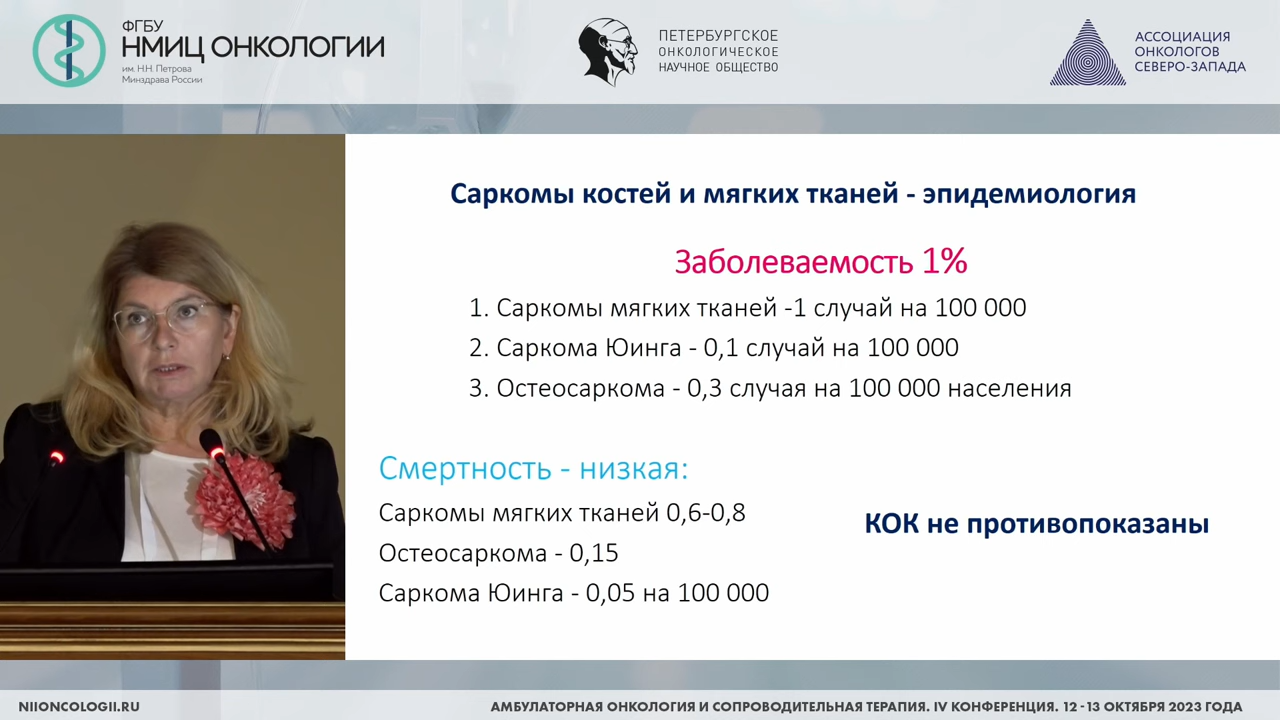 ФГБУ
НМИЦ ОНКОЛОГИИ
им. Н.Н. Петрова
Минздрава России
ПЕТЕРБУРГСКОЕ
ОНКОЛОГИЧЕСКОЕ
НАУЧНОЕ ОБЩЕСТВО
АССОЦИАЦИЯ
ОНКОЛОГОВ
СЕВЕРО-ЗАПАДА
Саркомы костей и мягких тканей - эпидемиология
Заболеваемость 1%
1. Саркомы мягких тканей -1 случай на 100 000
2. Саркома Юинга - 0,1 случай на 100 000
3. Остеосаркома - 0,3 случая на 100 000 населения
Смертность - низкая:
Саркомы мягких тканей 0,6-0,8
Остеосаркома - 0,15
Саркома Юинга - 0,05 на 100 000
КОК не противопоказаны
NIIONCOLOGII.RU
АМБУЛАТОРНАЯ ОНКОЛОГИЯ И СОПРОВОДИТЕЛЬНАЯ ТЕРАПИЯ. IV КОНФЕРЕНЦИЯ. 12-13 ОКТЯБРЯ 2023 ГОДА